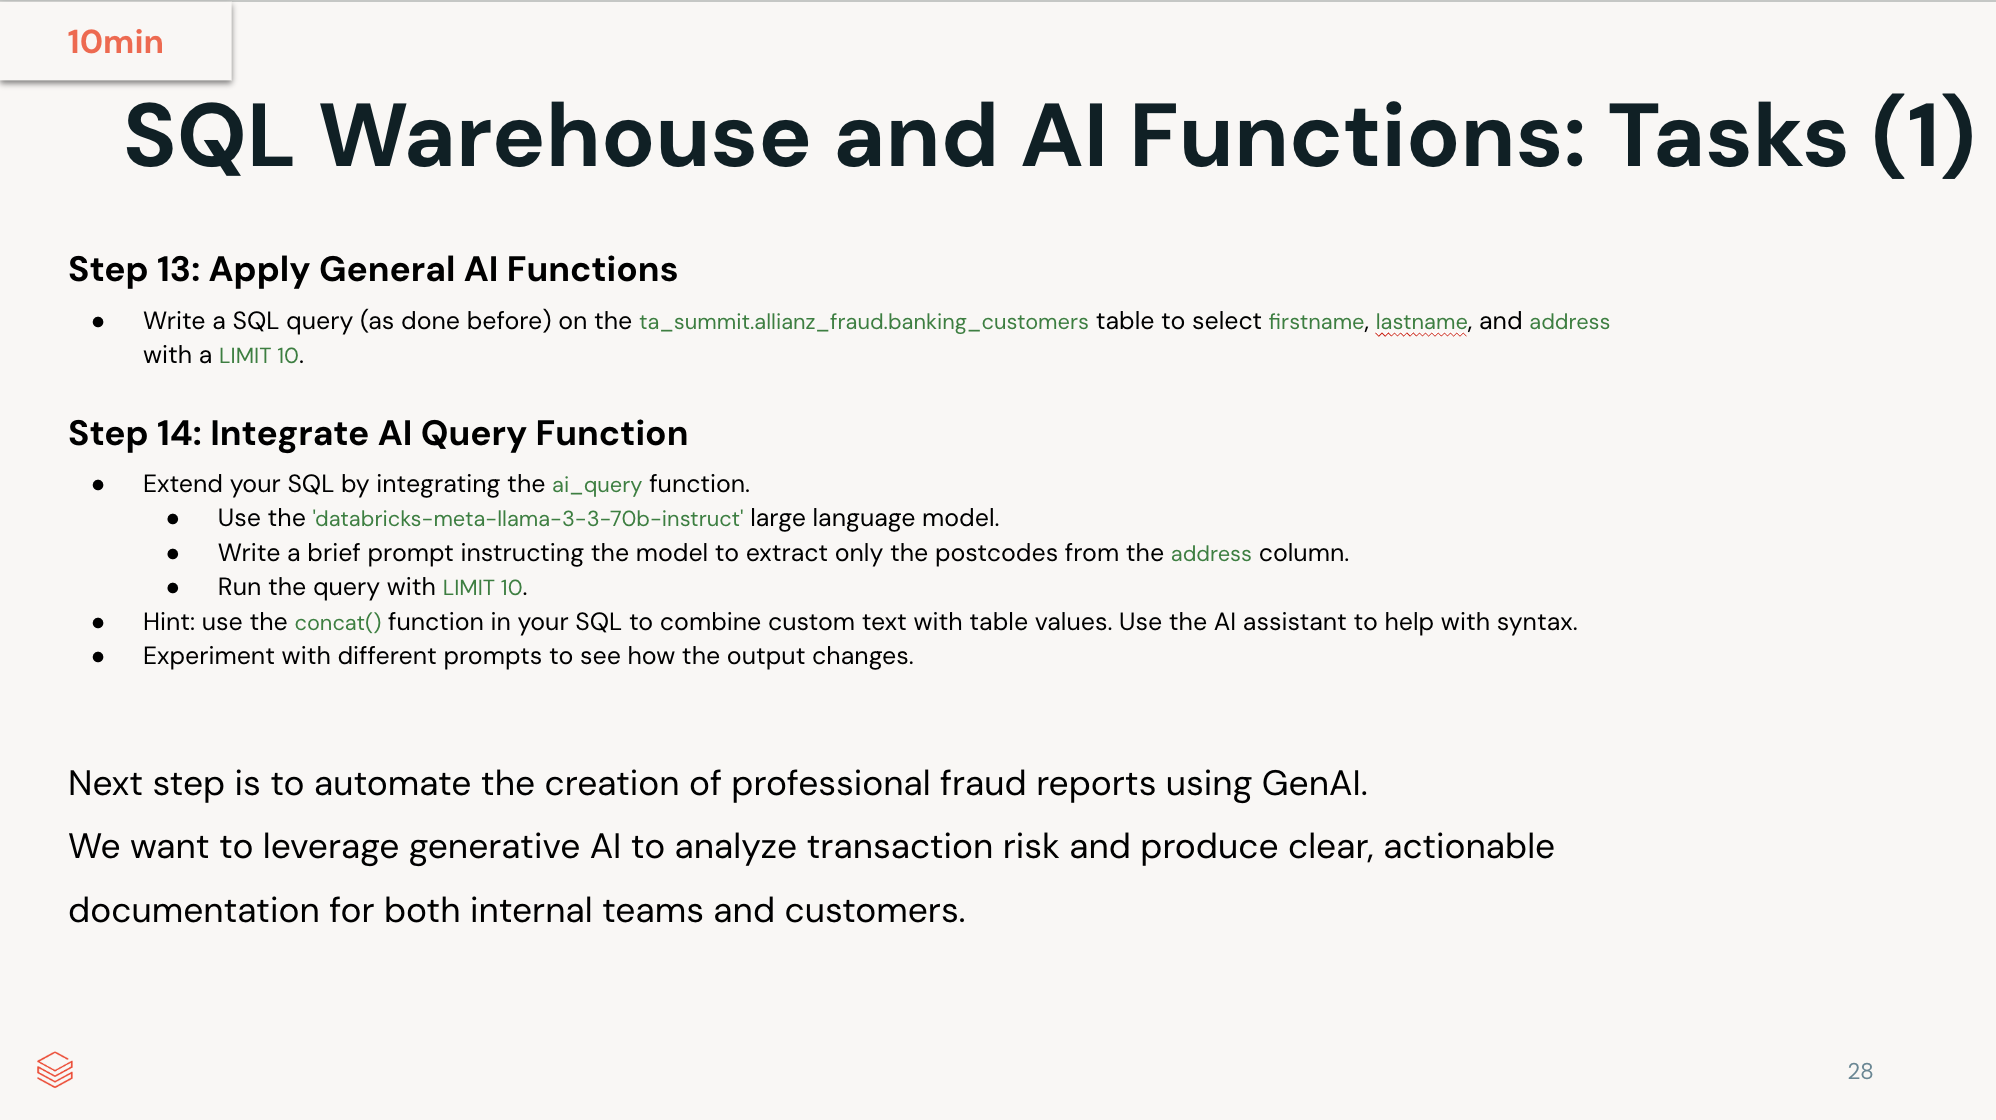 10min
SQL Warehouse and AI Functions: Tasks (1)
Step 13: Apply General AI Functions
● Write a SQL query (as done before) on the ta_summit.allianz_fraud.banking_customers table to select firstname, lastname, and address
with a LIMIT 10.
Step 14: Integrate AI Query Function
● Extend your SQL by integrating the ai_query function.
● Use the 'databricks-meta-llama-3-3-70b-instruct' large language model.
● Write a brief prompt instructing the model to extract only the postcodes from the address column.
● Run the query with LIMIT 10.
● Hint: use the concat() function in your SQL to combine custom text with table values. Use the AI assistant to help with syntax.
● Experiment with different prompts to see how the output changes.
Next step is to automate the creation of professional fraud reports using GenAI.
We want to leverage generative AI to analyze transaction risk and produce clear, actionable
documentation for both internal teams and customers.
28